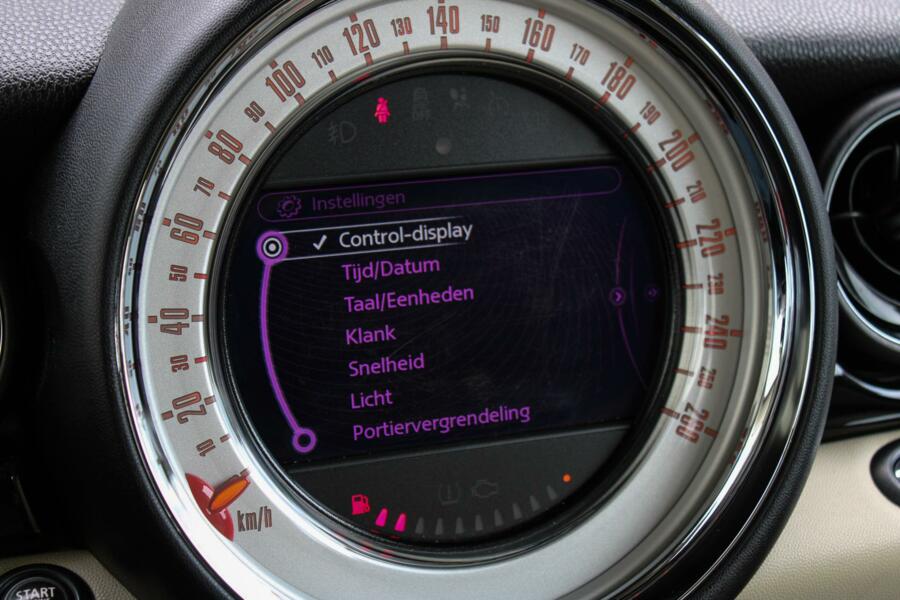 10
20
30
40
50
60
70
80
90
100
110
120
130
140
150
160
170
180
190
200
210
220
230
240
250
260
km/h
Instellingen
✓ Control-display
Tijd/Datum
Taal/Eenheden
Klank
Snelheid
Licht
Portiervergrendeling
START